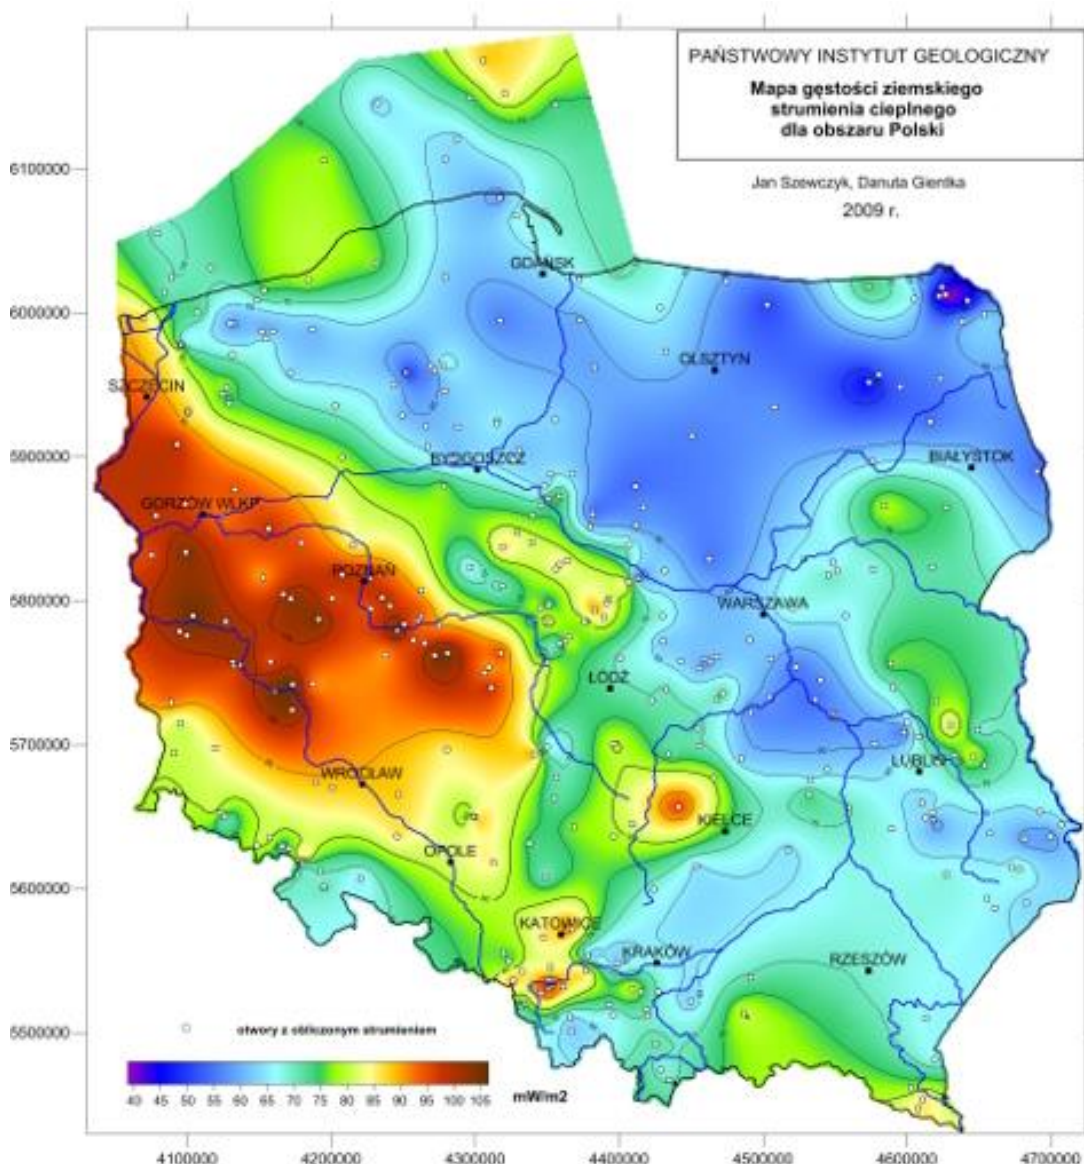 PAŃSTWOWY INSTYTUT GEOLOGICZNY
Mapa gęstości ziemskiego
strumienia cieplnego
dla obszaru Polski
Jan Szewczyk, Danuta Gientka
2009 r.
6100000
GDAŃSK
6000000
OLSZTYN
SZCZECIN
5900000
BYDGOSZCZ
BIAŁYSTOK
GORZÓW WLKP
POZNAŃ
5800000
WARSZAWA
ŁÓDŹ
5700000
LUBLIN
WROCŁAW
KIELCE
OPOLE
5600000
KATOWICE
KRAKÓW
RZESZÓW
5500000
otwory z obliczonym strumieniem
40 45 50 55 60 65 70 75 80 85 90 95 100 105 mW/m2
4100000 4200000 4300000 4400000 4500000 4600000 4700000